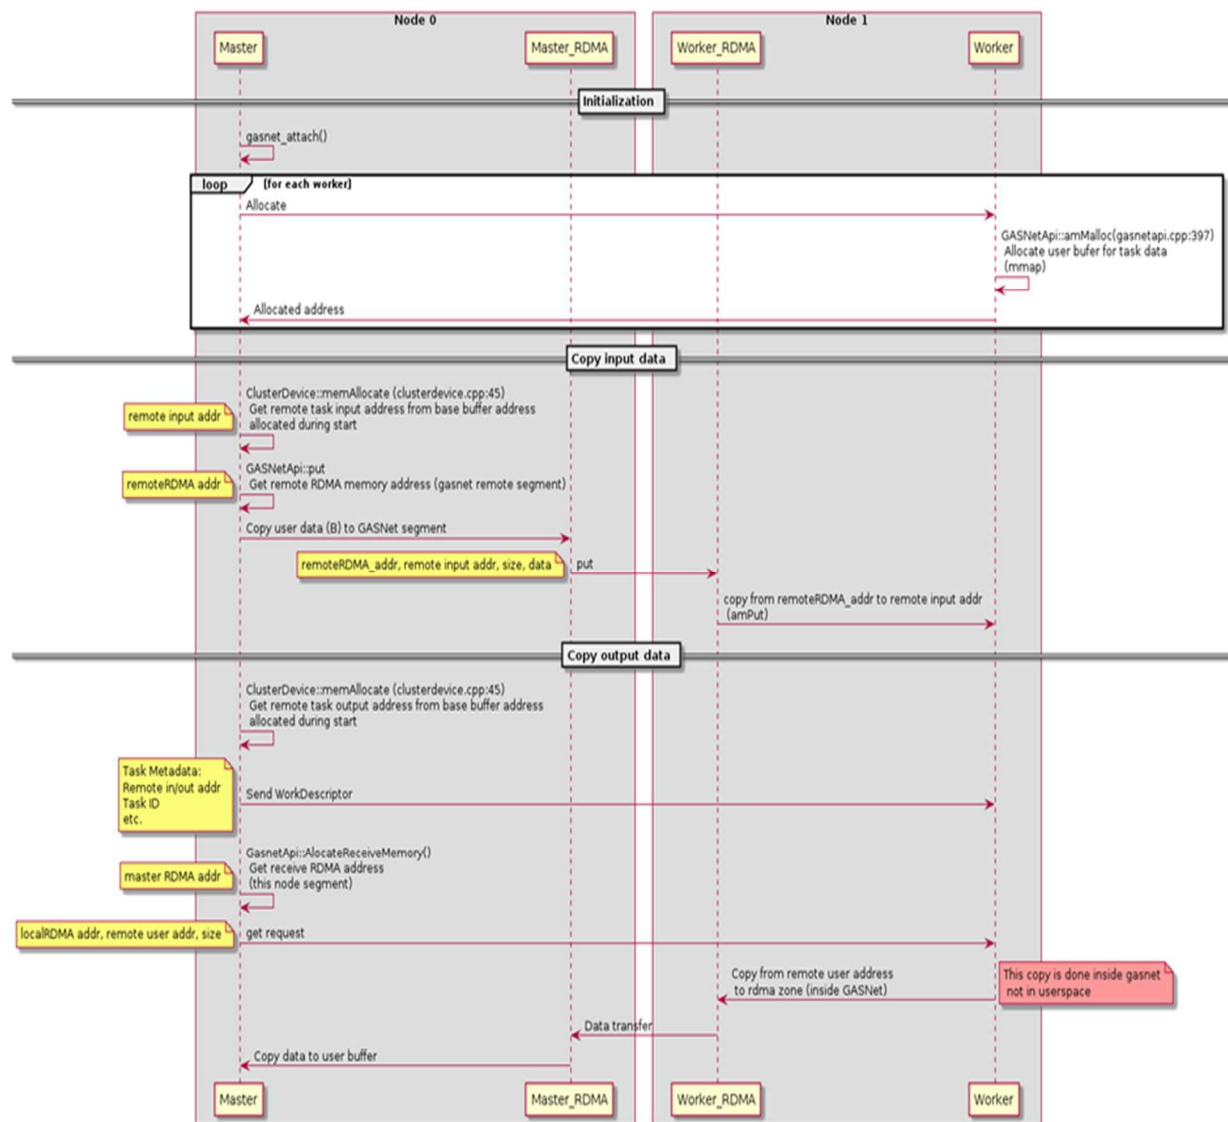 Node 0
Node 1
Master
Master_RDMA
Worker_RDMA
Worker
Initialization
gasnet_attach()
loop
[for each worker]
Allocate
GASNetApi::amMalloc(gasnetapi.cpp:397)
Allocate user bufer for task data
(mmap)
Allocated address
Copy input data
ClusterDevice::memAllocate (clusterdevice.cpp:45)
remote input addr
Get remote task input address from base buffer address
allocated during start
GASNetApi::put
remoteRDMA addr
Get remote RDMA memory address (gasnet remote segment)
Copy user data (B) to GASNet segment
remoteRDMA_addr, remote input addr, size, data
put
copy from remoteRDMA_addr to remote input addr
(amPut)
Copy output data
ClusterDevice::memAllocate (clusterdevice.cpp:45)
Get remote task output address from base buffer address
allocated during start
Task Metadata:
Remote in/out addr
Task ID
etc.
Send WorkDescriptor
GasnetApi::AlocateReceiveMemory()
Get receive RDMA address
(this node segment)
master RDMA addr
localRDMA addr, remote user addr, size
get request
Copy from remote user address
to rdma zone (inside GASNet)
This copy is done inside gasnet
not in userspace
Data transfer
Copy data to user buffer
Master
Master_RDMA
Worker_RDMA
Worker